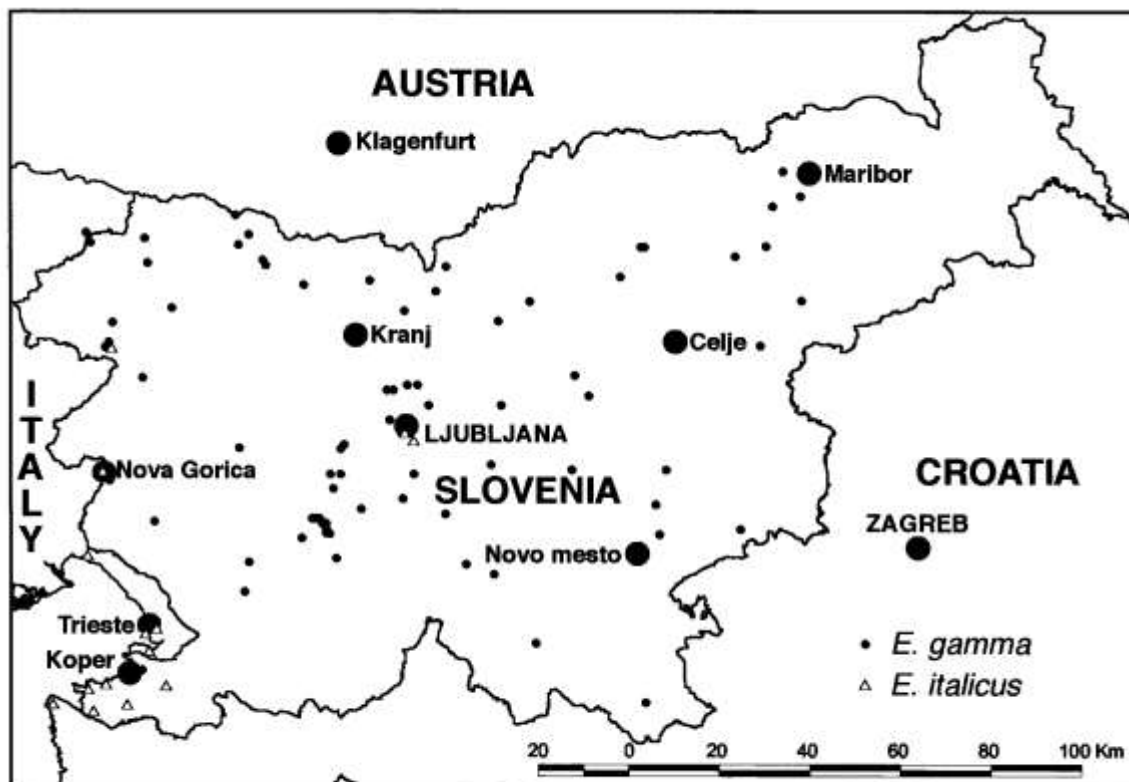 AUSTRIA
Klagenfurt
Maribor
Kranj
Celje
ITALY
LJUBLJANA
Nova Gorica
SLOVENIA
CROATIA
ZAGREB
Novo mesto
Trieste
Koper
E. gamma
E. italicus
20 0 20 40 60 80 100 Km